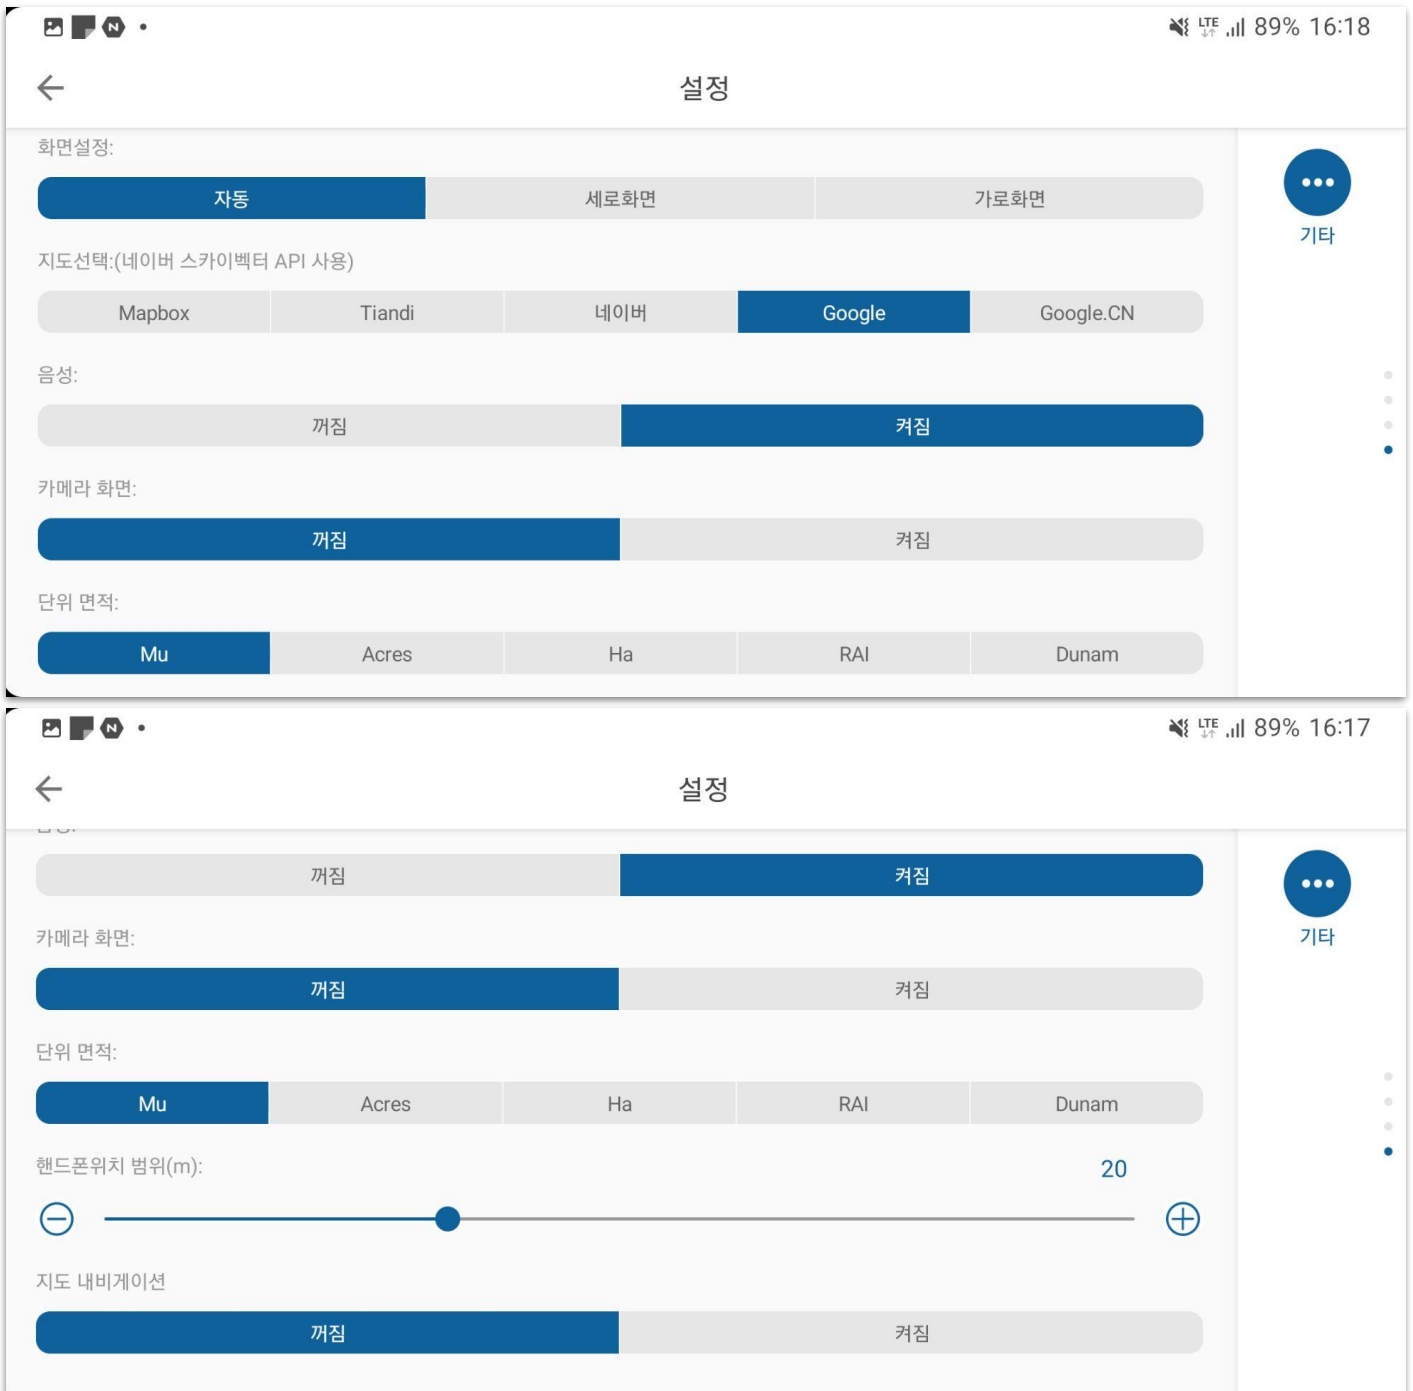 LTE 89% 16:18
설정
화면설정:
자동 세로화면 가로화면
기타
지도선택:(네이버 스카이벡터 API 사용)
Mapbox Tiandi 네이버 Google Google.CN
음성:
꺼짐 켜짐
카메라 화면:
꺼짐 켜짐
단위 면적:
Mu Acres Ha RAI Dunam
LTE 89% 16:17
설정
꺼짐 켜짐
기타
카메라 화면:
꺼짐 켜짐
단위 면적:
Mu Acres Ha RAI Dunam
핸드폰위치 범위(m): 20
지도 내비게이션
꺼짐 켜짐